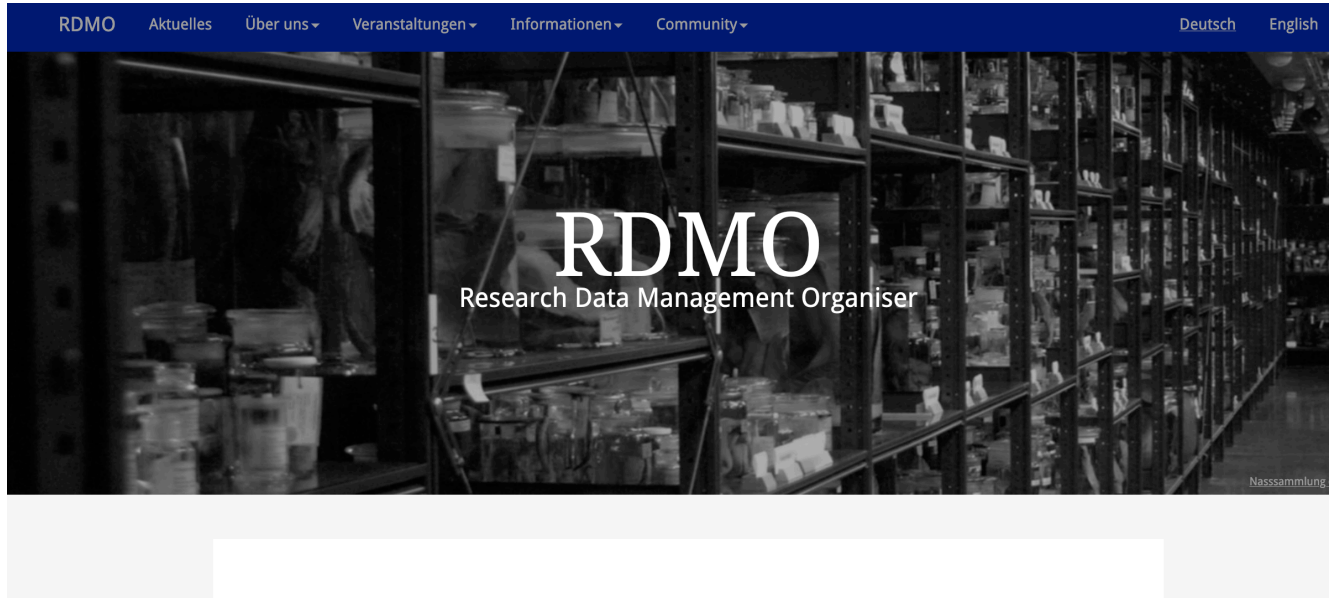 RDMO Aktuelles Über uns Veranstaltungen Informationen Community Deutsch English
RDMO
Research Data Management Organiser
Nasssammlung